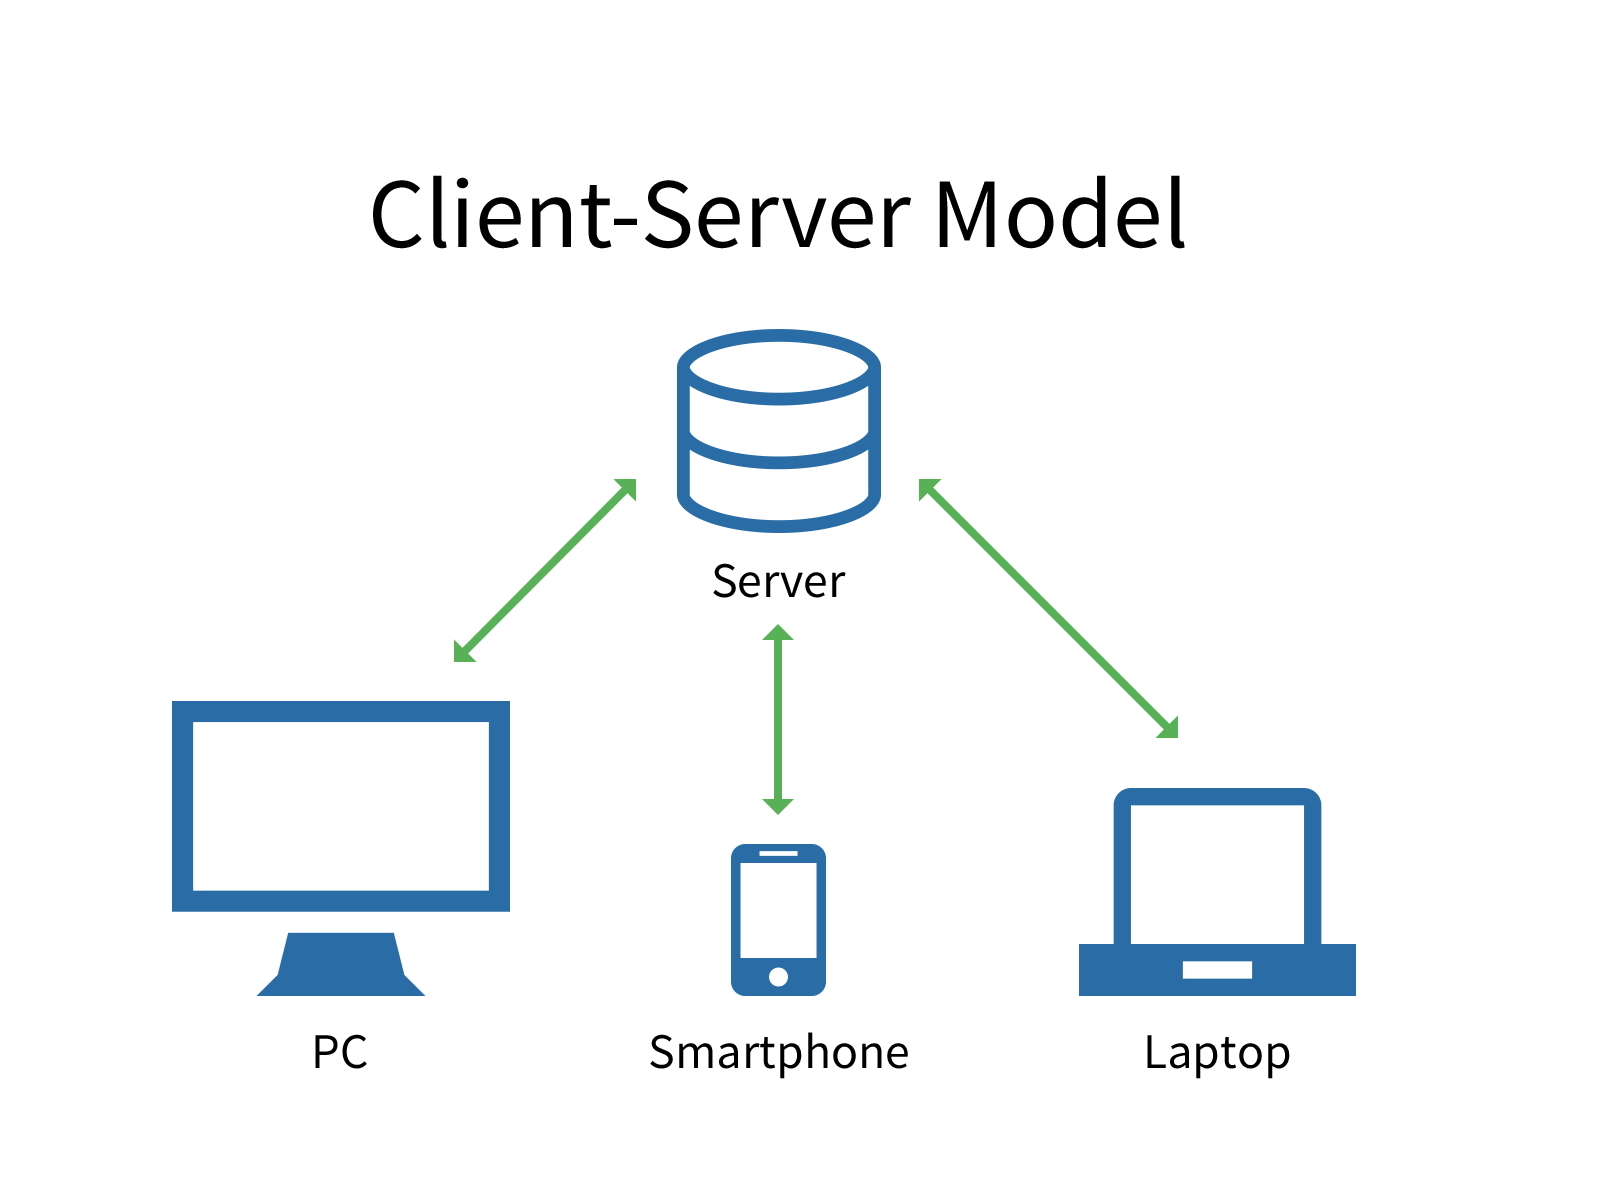 Client-Server Model
Server
PC
Smartphone
Laptop